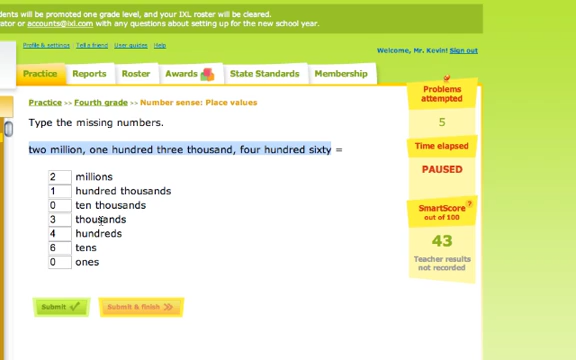 dents will be promoted one grade level, and your IXL roster will be cleared.
ator or accounts@ixl.com with any questions about setting up for the new school year.
Profile & settings Tell a friend User guides Help
Welcome, Mr. Kevin! Sign out
Practice Reports Roster Awards State Standards Membership
Practice >> Fourth grade >> Number sense: Place values
Type the missing numbers.
two million, one hundred three thousand, four hundred sixty =
2 millions
1 hundred thousands
0 ten thousands
3 thousands
4 hundreds
6 tens
0 ones
Submit
Submit & finish >>
Problems
attempted
5
Time elapsed
PAUSED
SmartScore ?
out of 100
43
Teacher results
not recorded